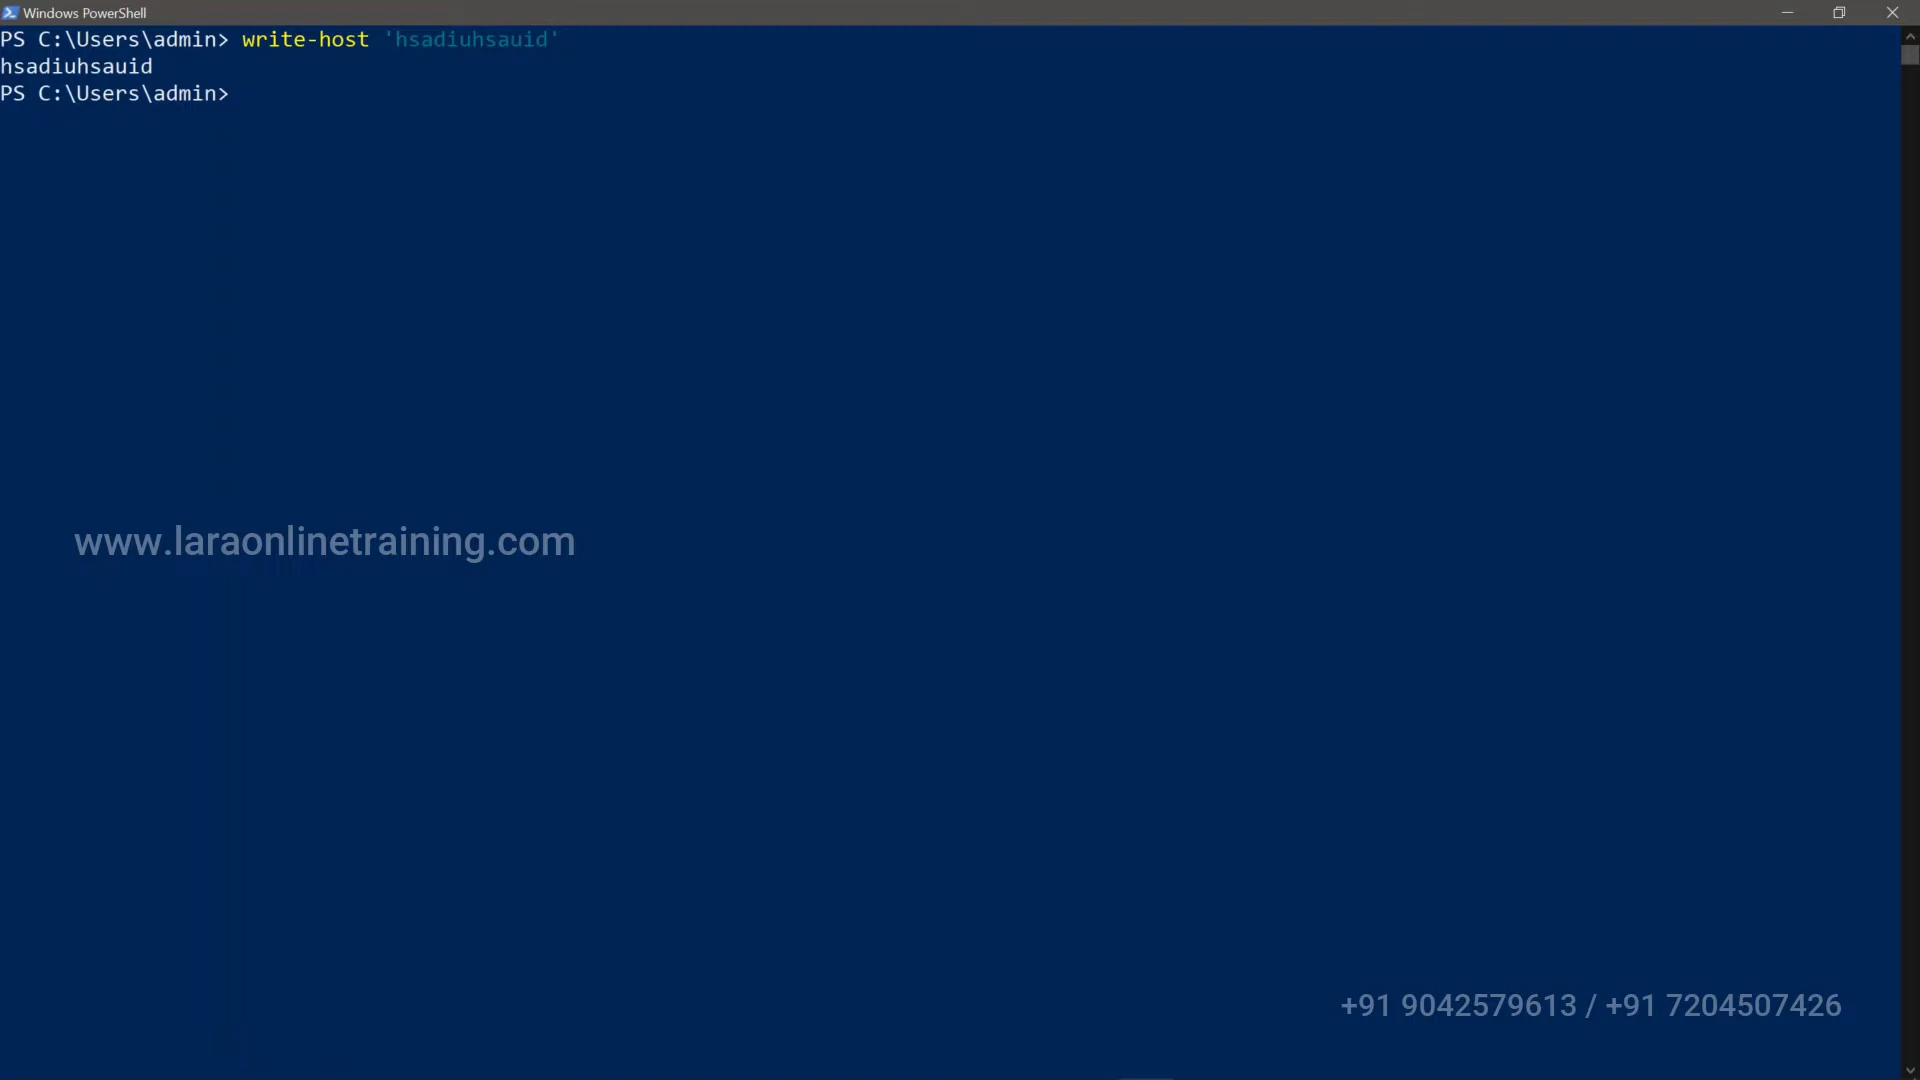 Windows PowerShell
PS C:\Users\admin> write-host 'hsadiuhsauid'
hsadiuhsauid
PS C:\Users\admin>
www.laraonlinetraining.com
+91 9042579613 / +91 7204507426